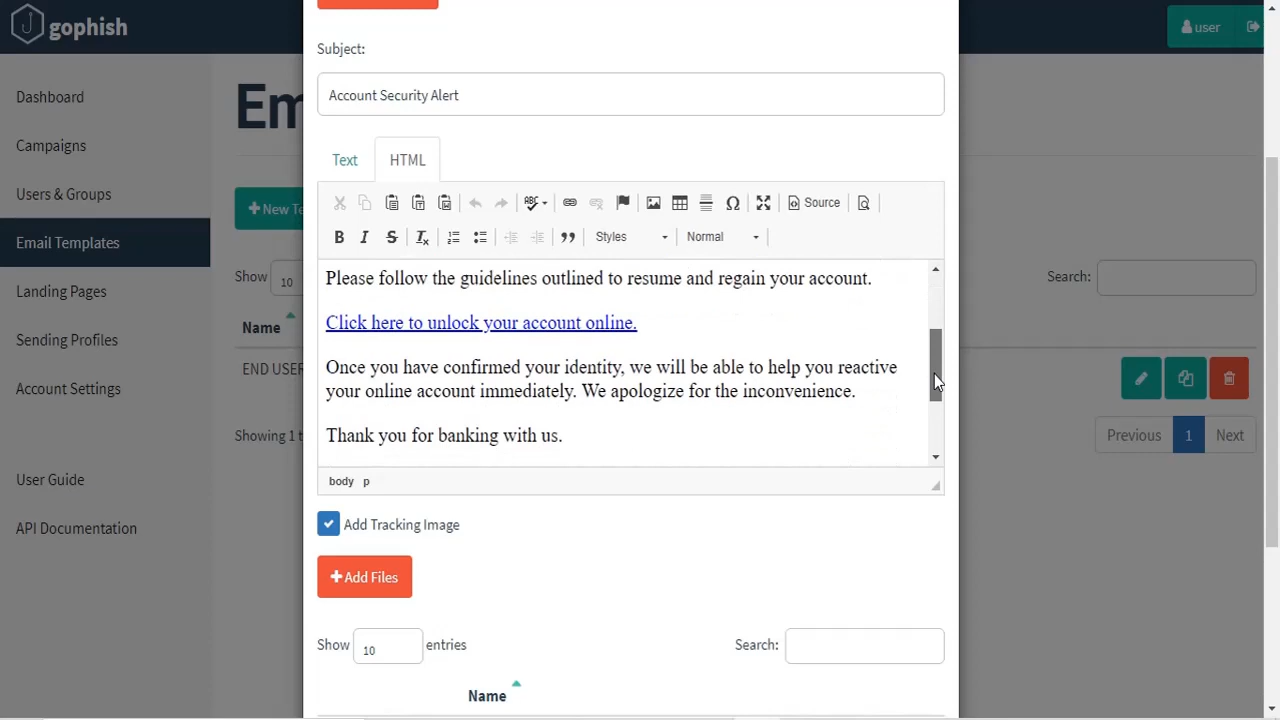 gophish
user
Dashboard
Campaigns
Users & Groups
Email Templates
Landing Pages
Sending Profiles
Account Settings
User Guide
API Documentation
Em
New Te
Show 10
Search:
Name
END USER
Showing 1 t
Previous 1 Next
Subject:
Account Security Alert
Text HTML
Source
Styles Normal
Please follow the guidelines outlined to resume and regain your account.
Click here to unlock your account online.
Once you have confirmed your identity, we will be able to help you reactive
your online account immediately. We apologize for the inconvenience.
Thank you for banking with us.
body p
Add Tracking Image
Add Files
Show 10 entries
Search:
Name